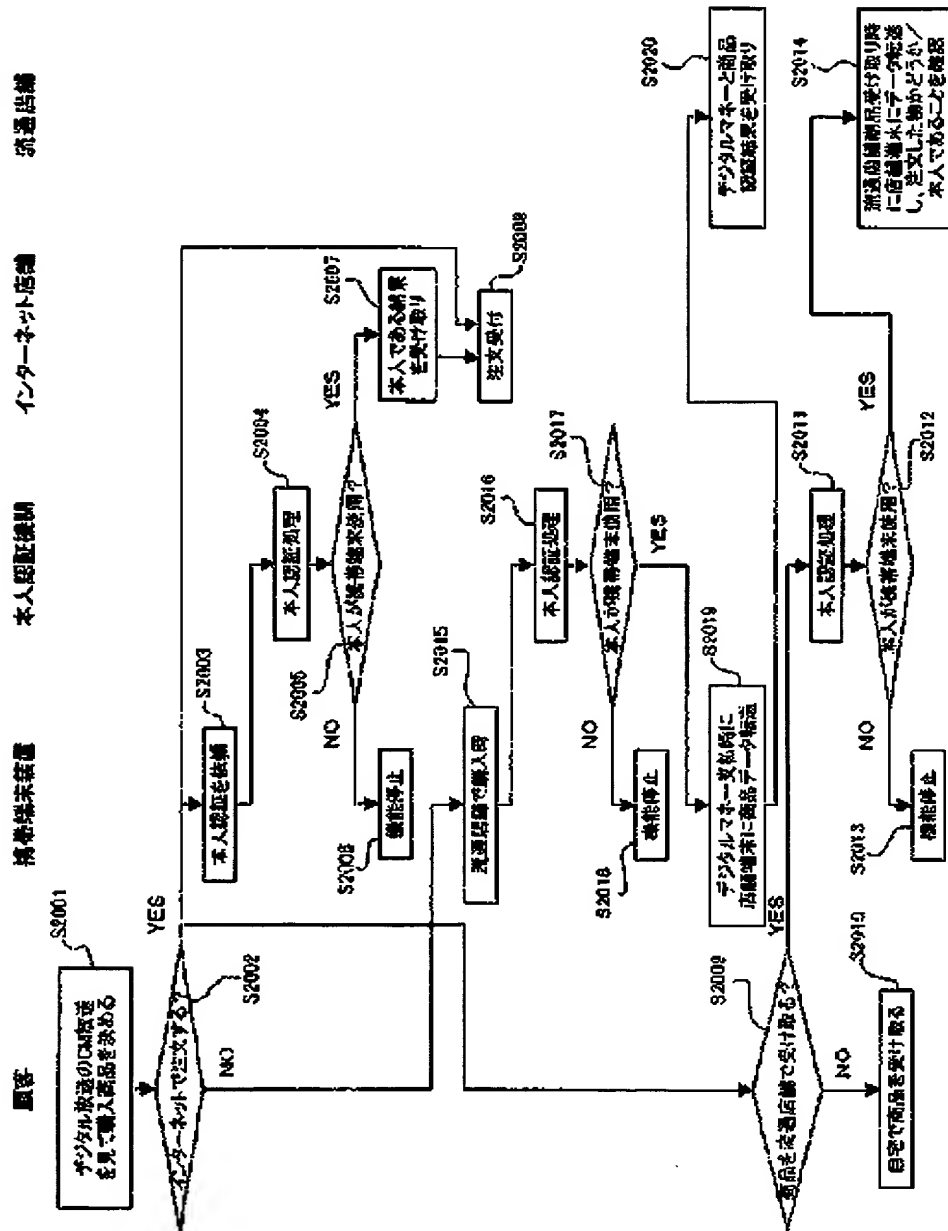 顧客
携帯端末装置
本人認証機関
インターネット店舗
流通店舗
S2001
デジタル放送のCM放送
を見て購入商品を決める
インターネットで注文する?
S2002
YES
NO
S2003
本人認証を依頼
S2004
本人認証処理
S2005
本人が携帯端末使用?
YES
NO
S2006
機能停止
S2007
本人である結果
を受け取り
S2008
注文受付
S2015
流通店舗で購入時
S2016
本人認証処理
S2017
本人が携帯端末使用?
YES
NO
S2018
機能停止
S2019
デジタルマネー支払時に
店舗端末に商品データ転送
S2020
デジタルマネーと商品
認証結果を受け取り
S2009
商品を流通店舗で受け取る?
YES
NO
S2010
自宅で商品を受け取る
S2011
本人認証処理
S2012
本人が携帯端末使用?
YES
NO
S2013
機能停止
S2014
流通店舗商品受け取り時
に店舗端末にデータ転送
し、注文した物かどうか/
本人であることを確認